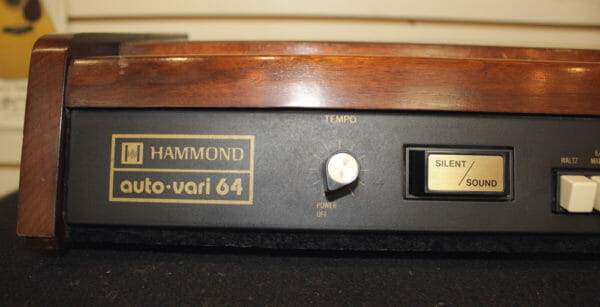 HAMMOND
auto-vari 64
TEMPO
POWER
OFF
SILENT/
SOUND
WALTZ